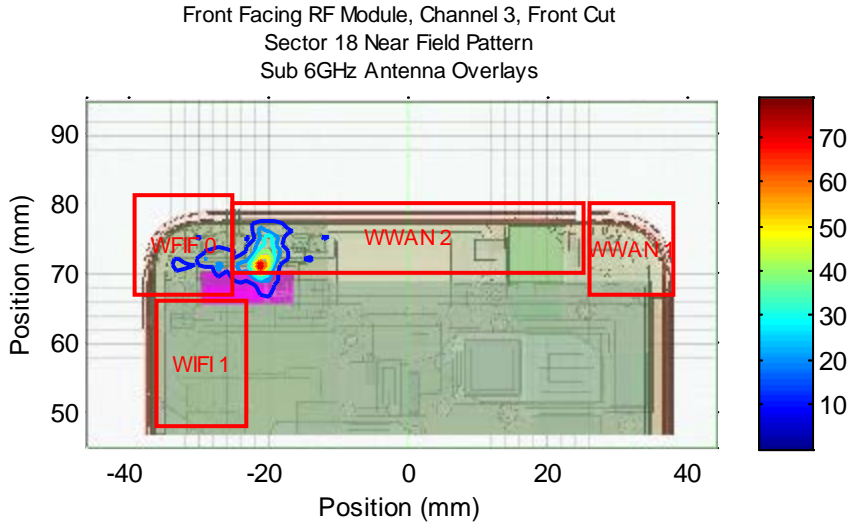 Front Facing RF Module, Channel 3, Front Cut
Sector 18 Near Field Pattern
Sub 6GHz Antenna Overlays
90
80
70
60
50
Position (mm)
-40
-20
0
20
40
Position (mm)
WFIF 0
WWAN 2
WWAN 1
WIFI 1
70
60
50
40
30
20
10